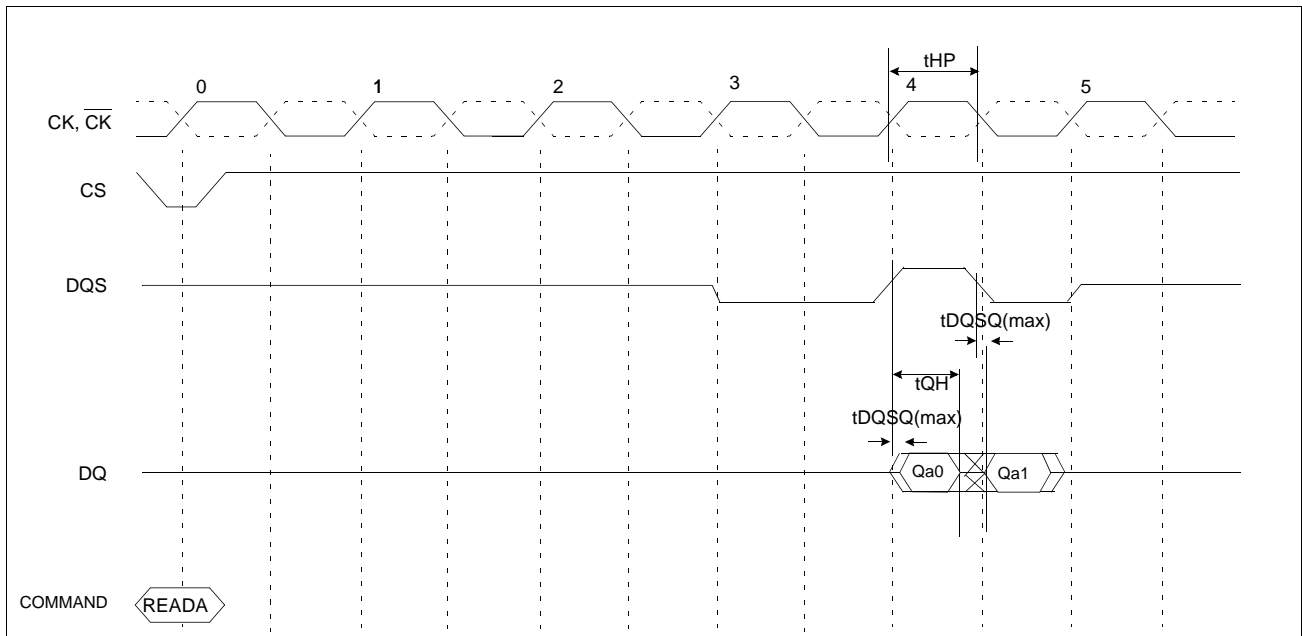 tHP
0 1 2 3 4 5
CK, C̅K̅
CS
DQS
tDQSQ(max)
tQH
tDQSQ(max)
DQ
Qa0 Qa1
COMMAND
READA